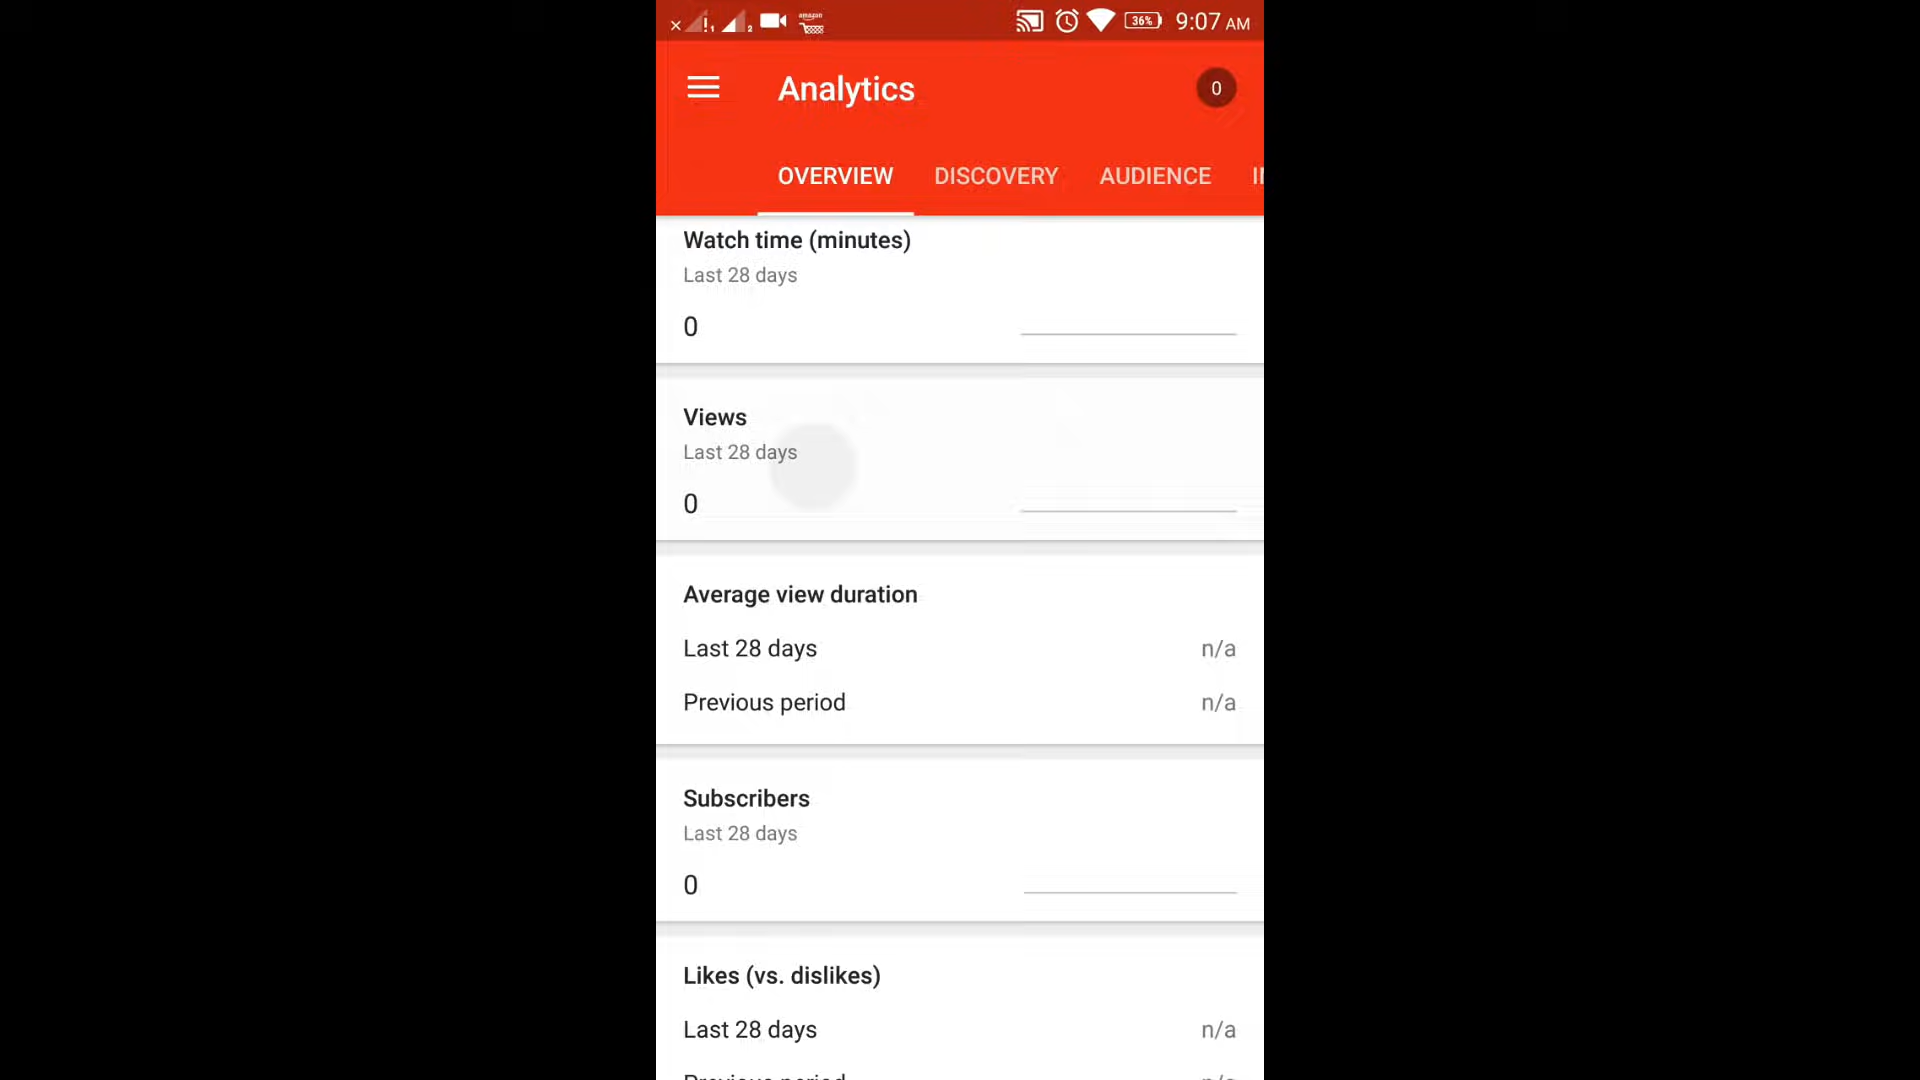 36% 9:07 AM
Analytics 0
OVERVIEW DISCOVERY AUDIENCE
Watch time (minutes)
Last 28 days
0
Views
Last 28 days
0
Average view duration
Last 28 days n/a
Previous period n/a
Subscribers
Last 28 days
0
Likes (vs. dislikes)
Last 28 days n/a